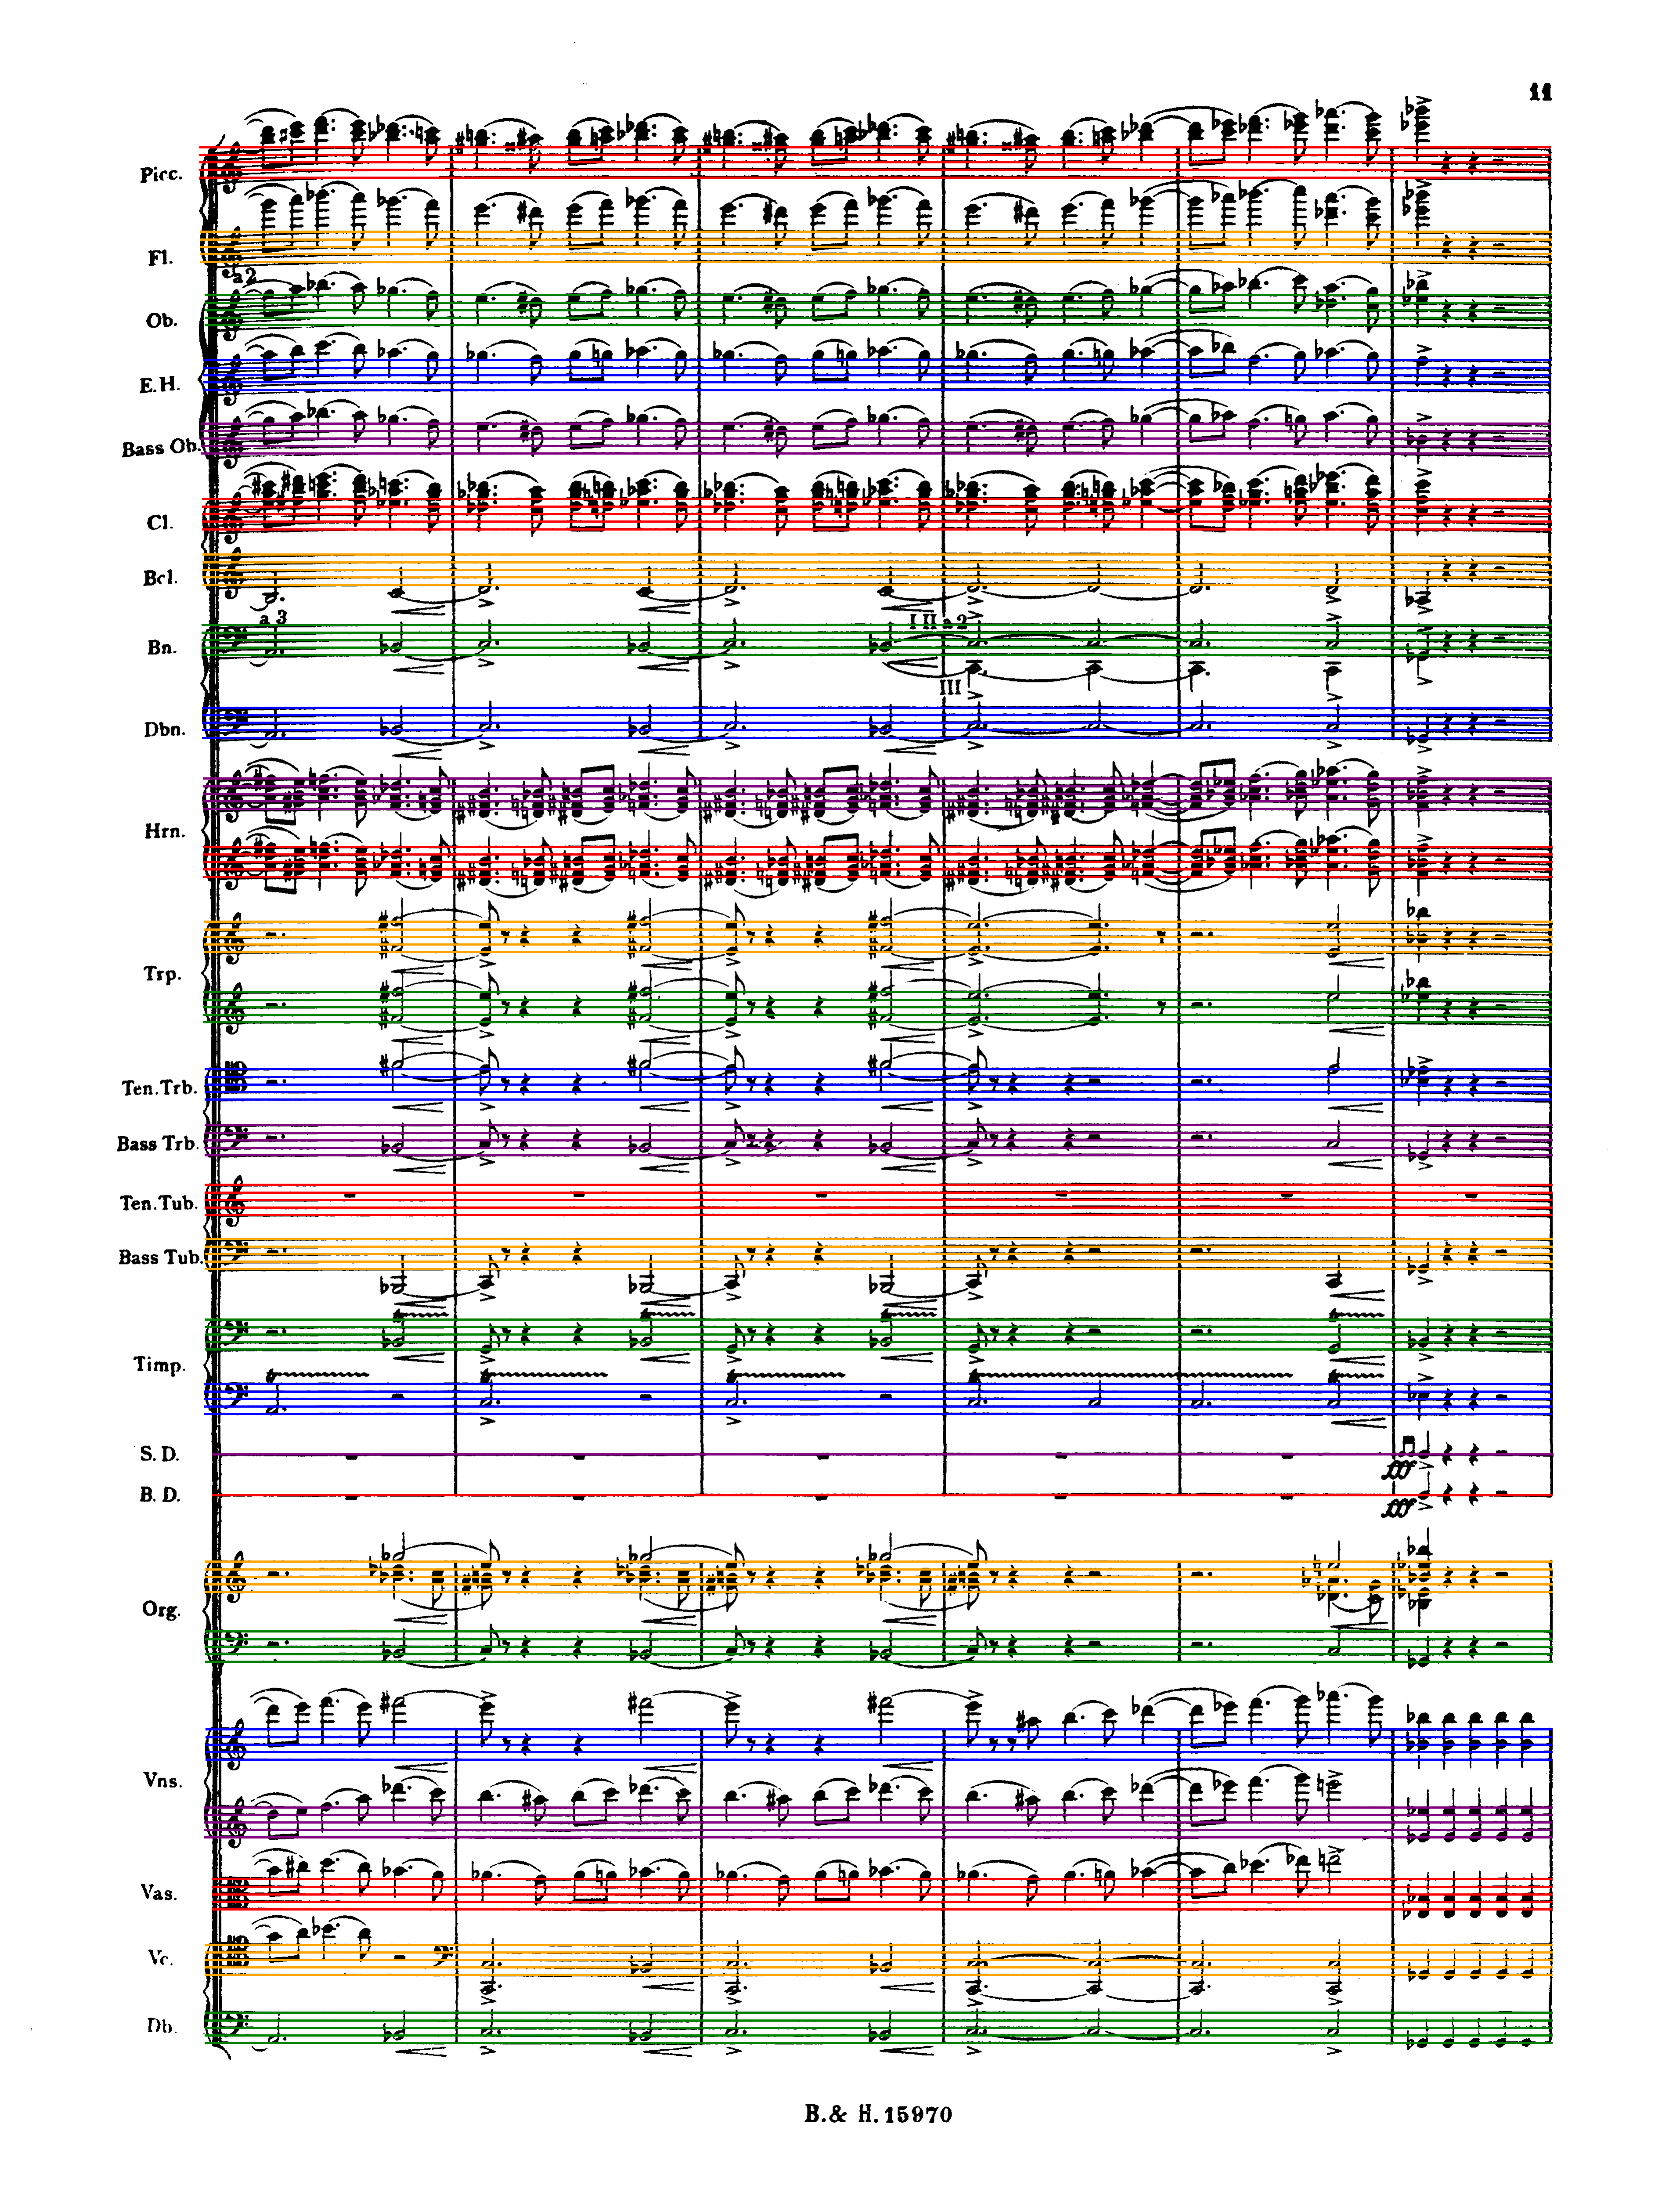 11
Picc.
Fl.
a 2
Ob.
E.H.
Bass Ob.
Cl.
Bcl.
a 3
I II a 2
Bn.
III
Dbn.
Hrn.
Trp.
Ten.Trb.
Bass Trb.
Ten.Tub.
Bass Tub.
Timp.
S. D.
fff
B. D.
fff
Org.
Vns.
Vas.
Vc.
Db.
B.& H. 15970